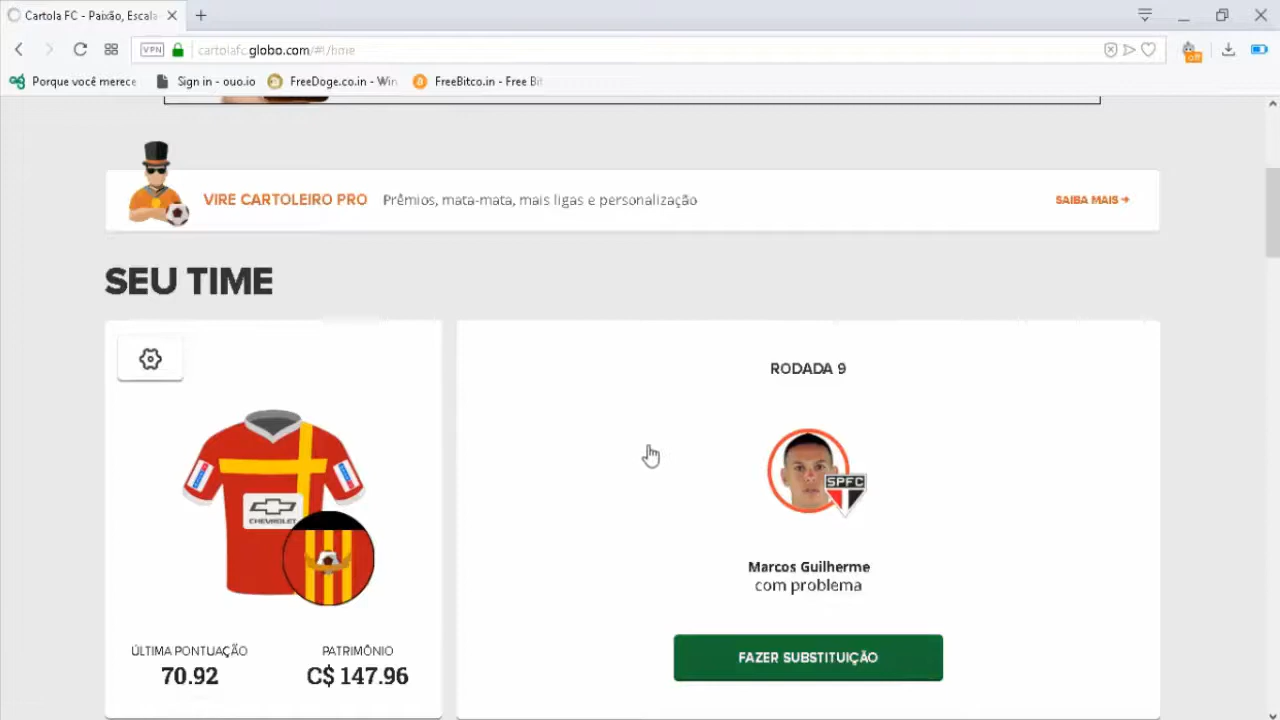 Cartola FC - Paixão, Escala
VPN
cartolafc.globo.com/#!/home
off
Porque você merece
Sign in - ouo.io
FreeDoge.co.in - Win
FreeBitco.in - Free Bit
VIRE CARTOLEIRO PRO
Prêmios, mata-mata, mais ligas e personalização
SAIBA MAIS
SEU TIME
RODADA 9
SPFC
CHEVROLET
Marcos Guilherme
com problema
ÚLTIMA PONTUAÇÃO
70.92
PATRIMÔNIO
C$ 147.96
FAZER SUBSTITUIÇÃO